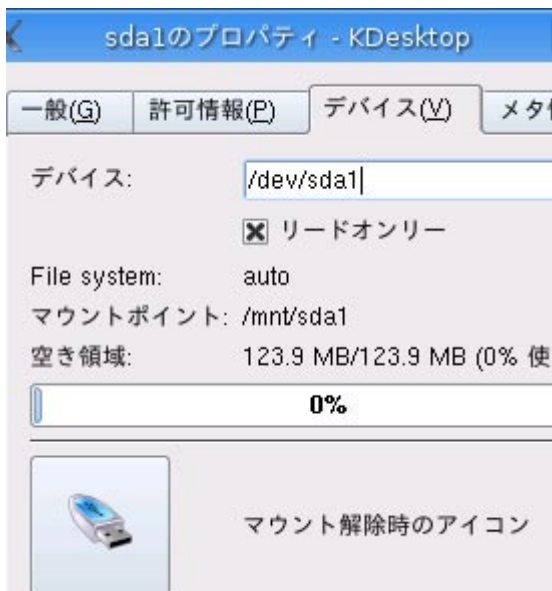 sda1のプロパティ - KDesktop
一般(G) 許可情報(P) デバイス(V) メタ
デバイス: /dev/sda1
リードオンリー
File system: auto
マウントポイント: /mnt/sda1
空き領域: 123.9 MB/123.9 MB (0% 使
0%
マウント解除時のアイコン